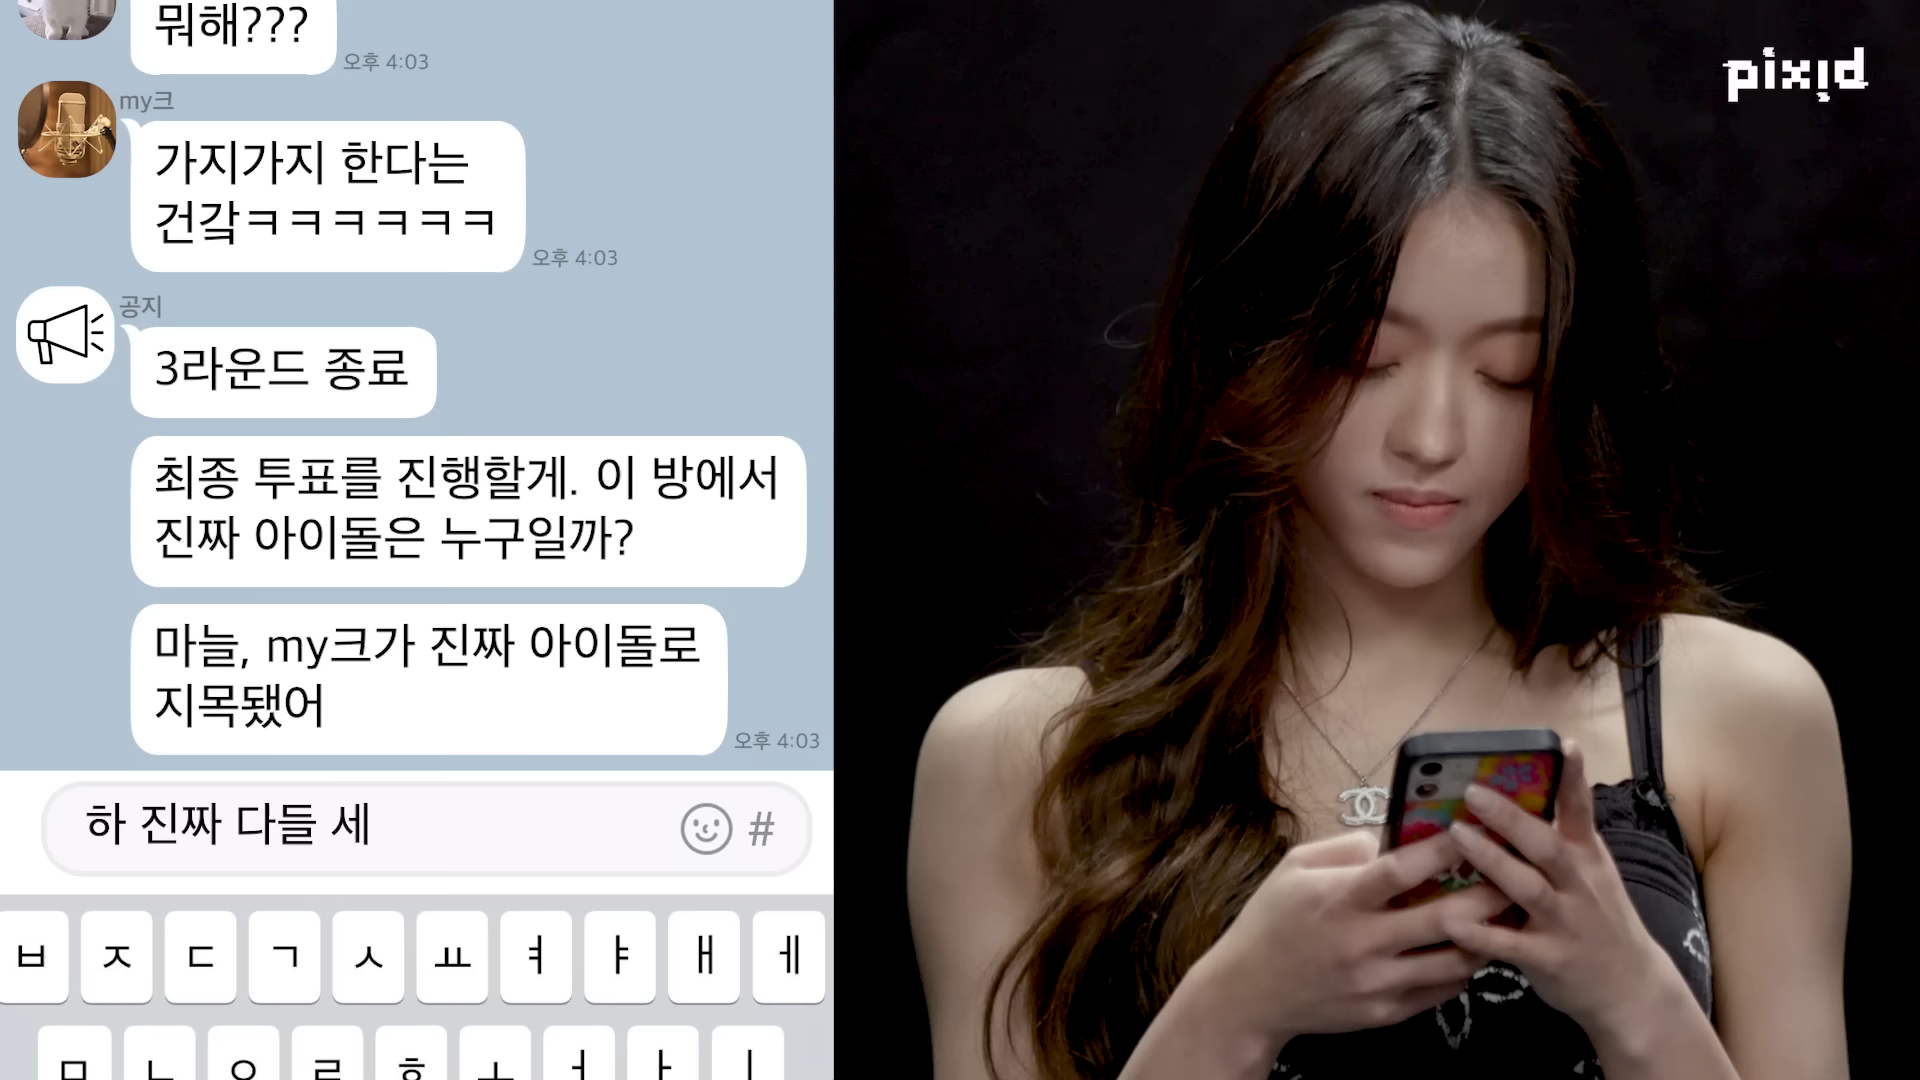 뭐해???
오후 4:03
my크
가지가지 한다는
건갘ㅋㅋㅋㅋㅋㅋ
오후 4:03
공지
3라운드 종료
최종 투표를 진행할게. 이 방에서
진짜 아이돌은 누구일까?
마늘, my크가 진짜 아이돌로
지목됐어
오후 4:03
하 진짜 다들 세
#
ㅂ ㅈ ㄷ ㄱ ㅅ ㅛ ㅕ ㅑ ㅐ ㅔ
ㅁ ㄴ ㅇ ㄹ ㅎ ㅗ ㅓ ㅏ ㅣ
pixid